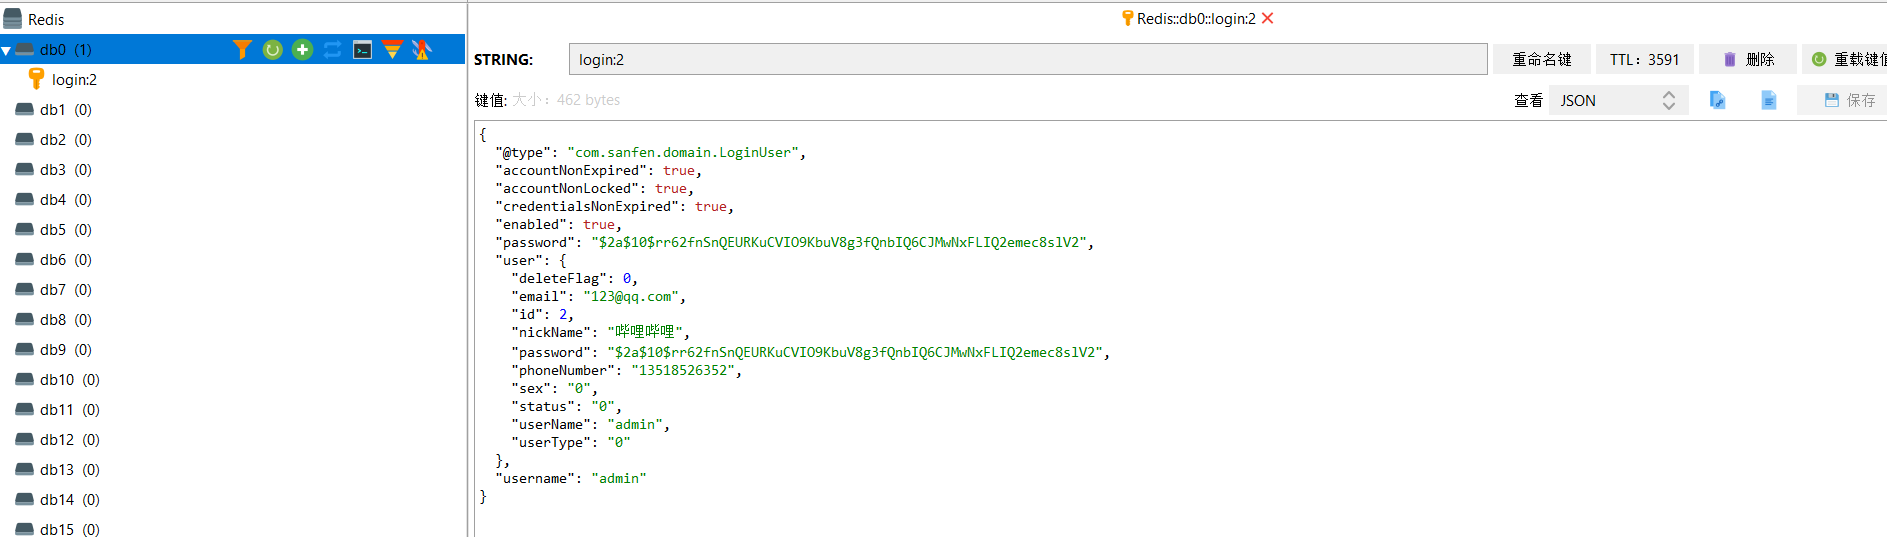 Redis
db0 (1)
login:2
db1 (0)
db2 (0)
db3 (0)
db4 (0)
db5 (0)
db6 (0)
db7 (0)
db8 (0)
db9 (0)
db10 (0)
db11 (0)
db12 (0)
db13 (0)
db14 (0)
db15 (0)
Redis::db0::login:2
STRING: login:2 重命名键 TTL：3591 删除 重载键值
键值: 大小：462 bytes 查看 JSON 保存
{
"@type": "com.sanfen.domain.LoginUser",
"accountNonExpired": true,
"accountNonLocked": true,
"credentialsNonExpired": true,
"enabled": true,
"password": "$2a$10$rr62fnSnQEURKuCVIO9KbuV8g3fQnbIQ6CJMwNxFLIQ2emec8slV2",
"user": {
"deleteFlag": 0,
"email": "123@qq.com",
"id": 2,
"nickName": "哔哩哔哩",
"password": "$2a$10$rr62fnSnQEURKuCVIO9KbuV8g3fQnbIQ6CJMwNxFLIQ2emec8slV2",
"phoneNumber": "13518526352",
"sex": "0",
"status": "0",
"userName": "admin",
"userType": "0"
},
"username": "admin"
}